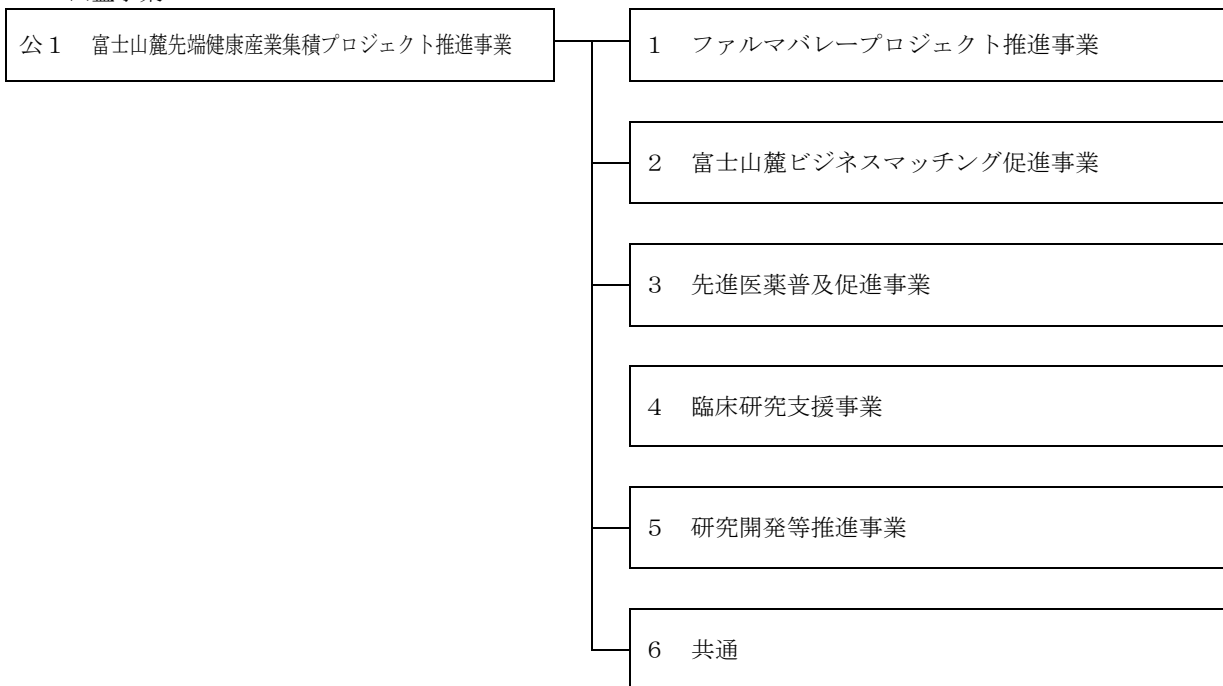 公１　富士山麓先端健康産業集積プロジェクト推進事業
１　ファルマバレープロジェクト推進事業
２　富士山麓ビジネスマッチング促進事業
３　先進医薬普及促進事業
４　臨床研究支援事業
５　研究開発等推進事業
６　共通